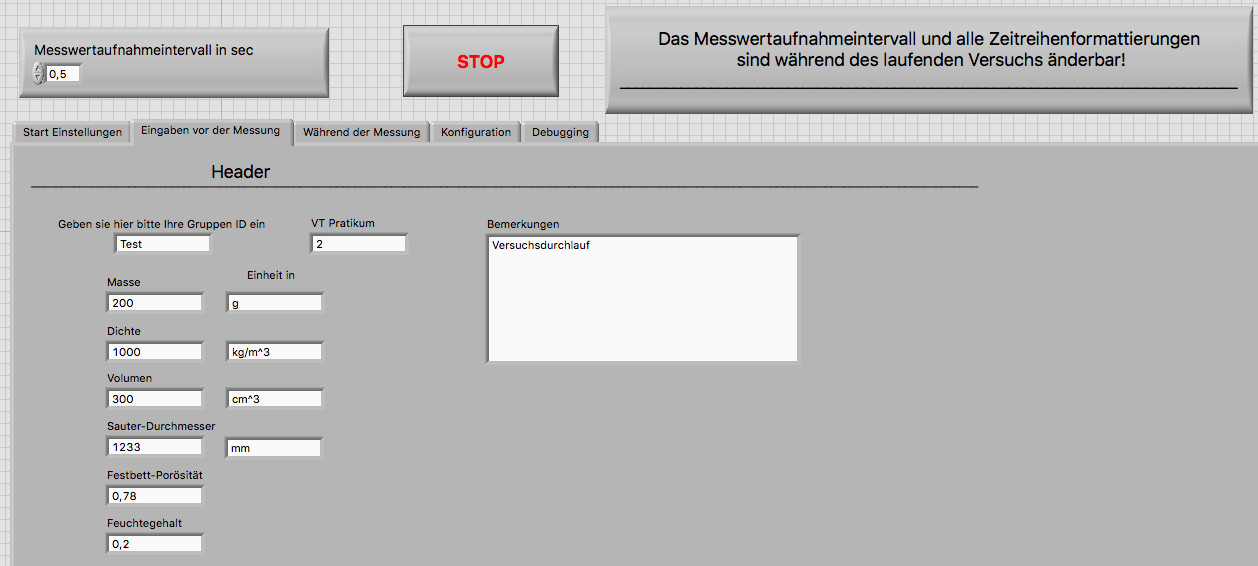 Messwertaufnahmeintervall in sec
0,5
STOP
Das Messwertaufnahmeintervall und alle Zeitreihenformattierungen
sind während des laufenden Versuchs änderbar!
Start Einstellungen
Eingaben vor der Messung
Während der Messung
Konfiguration
Debugging
Header
Geben sie hier bitte Ihre Gruppen ID ein
Test
VT Pratikum
2
Bemerkungen
Versuchsdurchlauf
Einheit in
Masse
200
g
Dichte
1000
kg/m^3
Volumen
300
cm^3
Sauter-Durchmesser
1233
mm
Festbett-Porösität
0,78
Feuchtegehalt
0,2